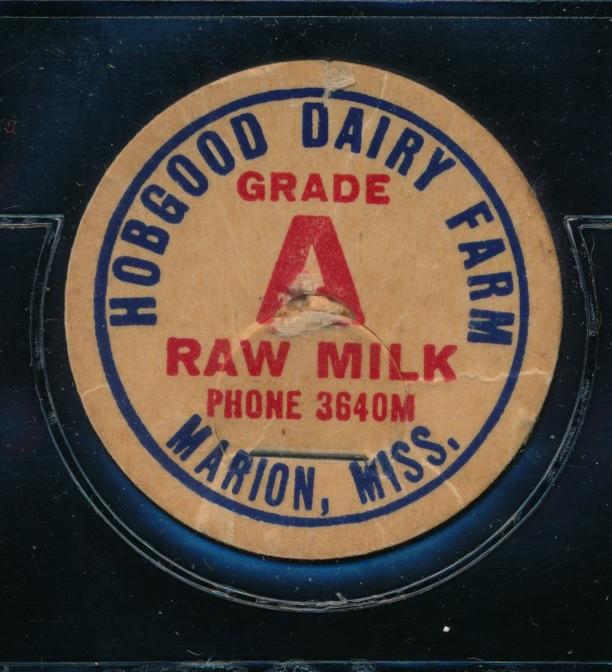 HOBGOOD DAIRY FARM
GRADE
A
RAW MILK
PHONE 3640M
MARION, MISS.